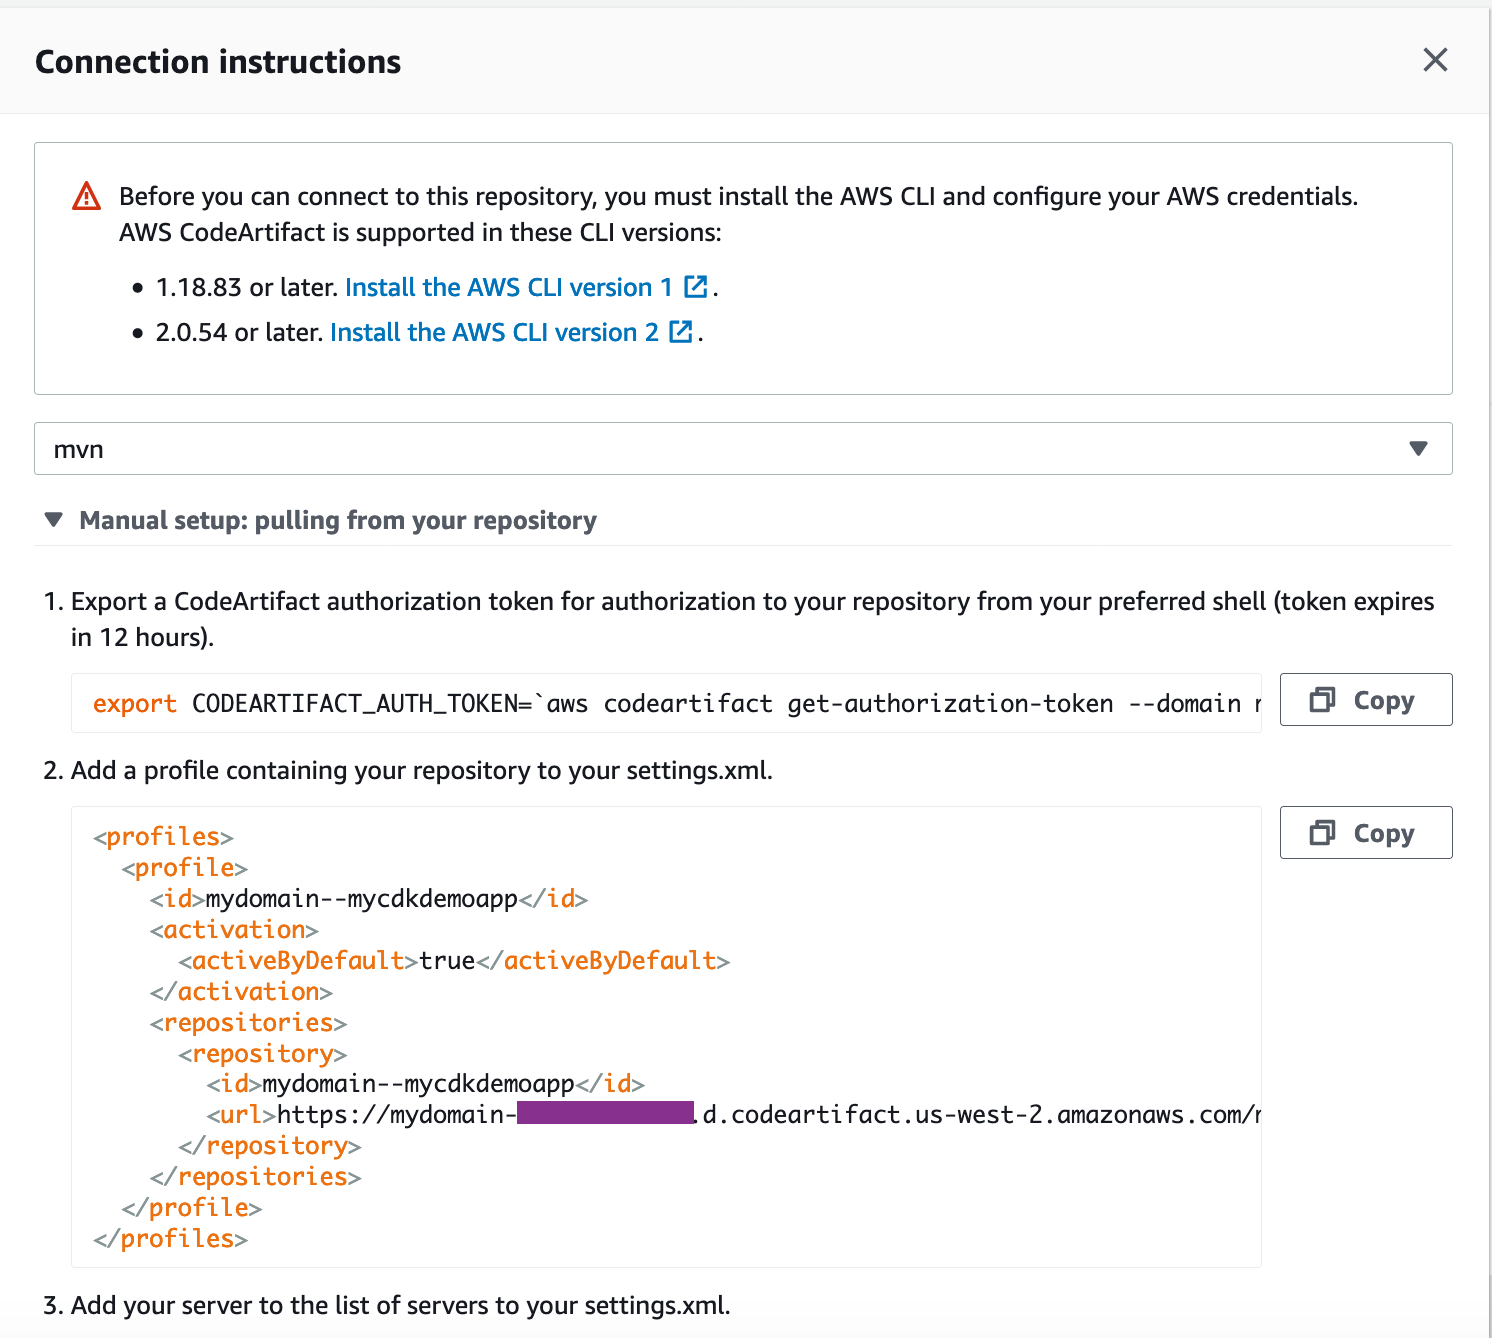 Connection instructions
Before you can connect to this repository, you must install the AWS CLI and configure your AWS credentials.
AWS CodeArtifact is supported in these CLI versions:
• 1.18.83 or later. Install the AWS CLI version 1 .
• 2.0.54 or later. Install the AWS CLI version 2 .
mvn
Manual setup: pulling from your repository
1. Export a CodeArtifact authorization token for authorization to your repository from your preferred shell (token expires
in 12 hours).
export CODEARTIFACT_AUTH_TOKEN=`aws codeartifact get-authorization-token --domain
Copy
2. Add a profile containing your repository to your settings.xml.
Copy
<profiles>
  <profile>
    <id>mydomain--mycdkdemoapp</id>
    <activation>
      <activeByDefault>true</activeByDefault>
    </activation>
    <repositories>
      <repository>
        <id>mydomain--mycdkdemoapp</id>
        <url>https://mydomain-.d.codeartifact.us-west-2.amazonaws.com/
      </repository>
    </repositories>
  </profile>
</profiles>
3. Add your server to the list of servers to your settings.xml.